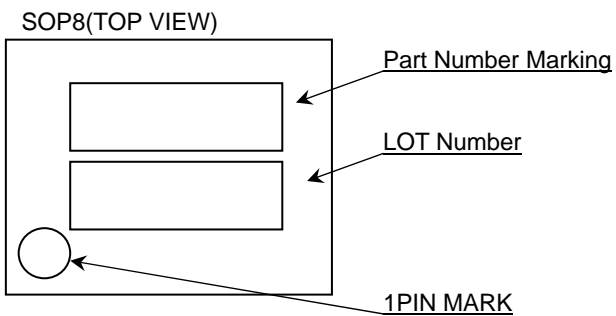 SOP8(TOP VIEW)
Part Number Marking
LOT Number
1PIN MARK